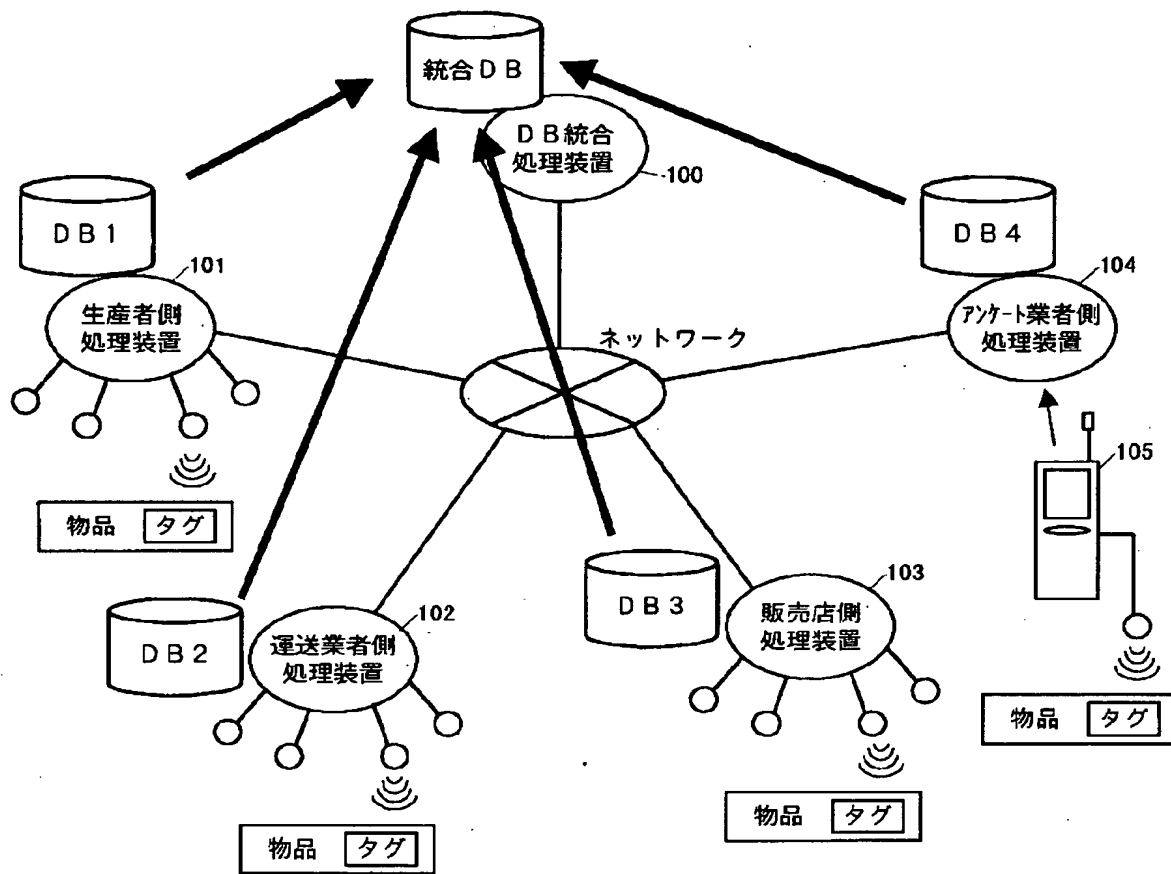 統合DB
DB統合
処理装置
100
DB1
101
生産者側
処理装置
DB4
104
アンケート業者側
処理装置
ネットワーク
105
物品 タグ
DB2
102
運送業者側
処理装置
DB3
103
販売店側
処理装置
物品 タグ
物品 タグ
物品 タグ